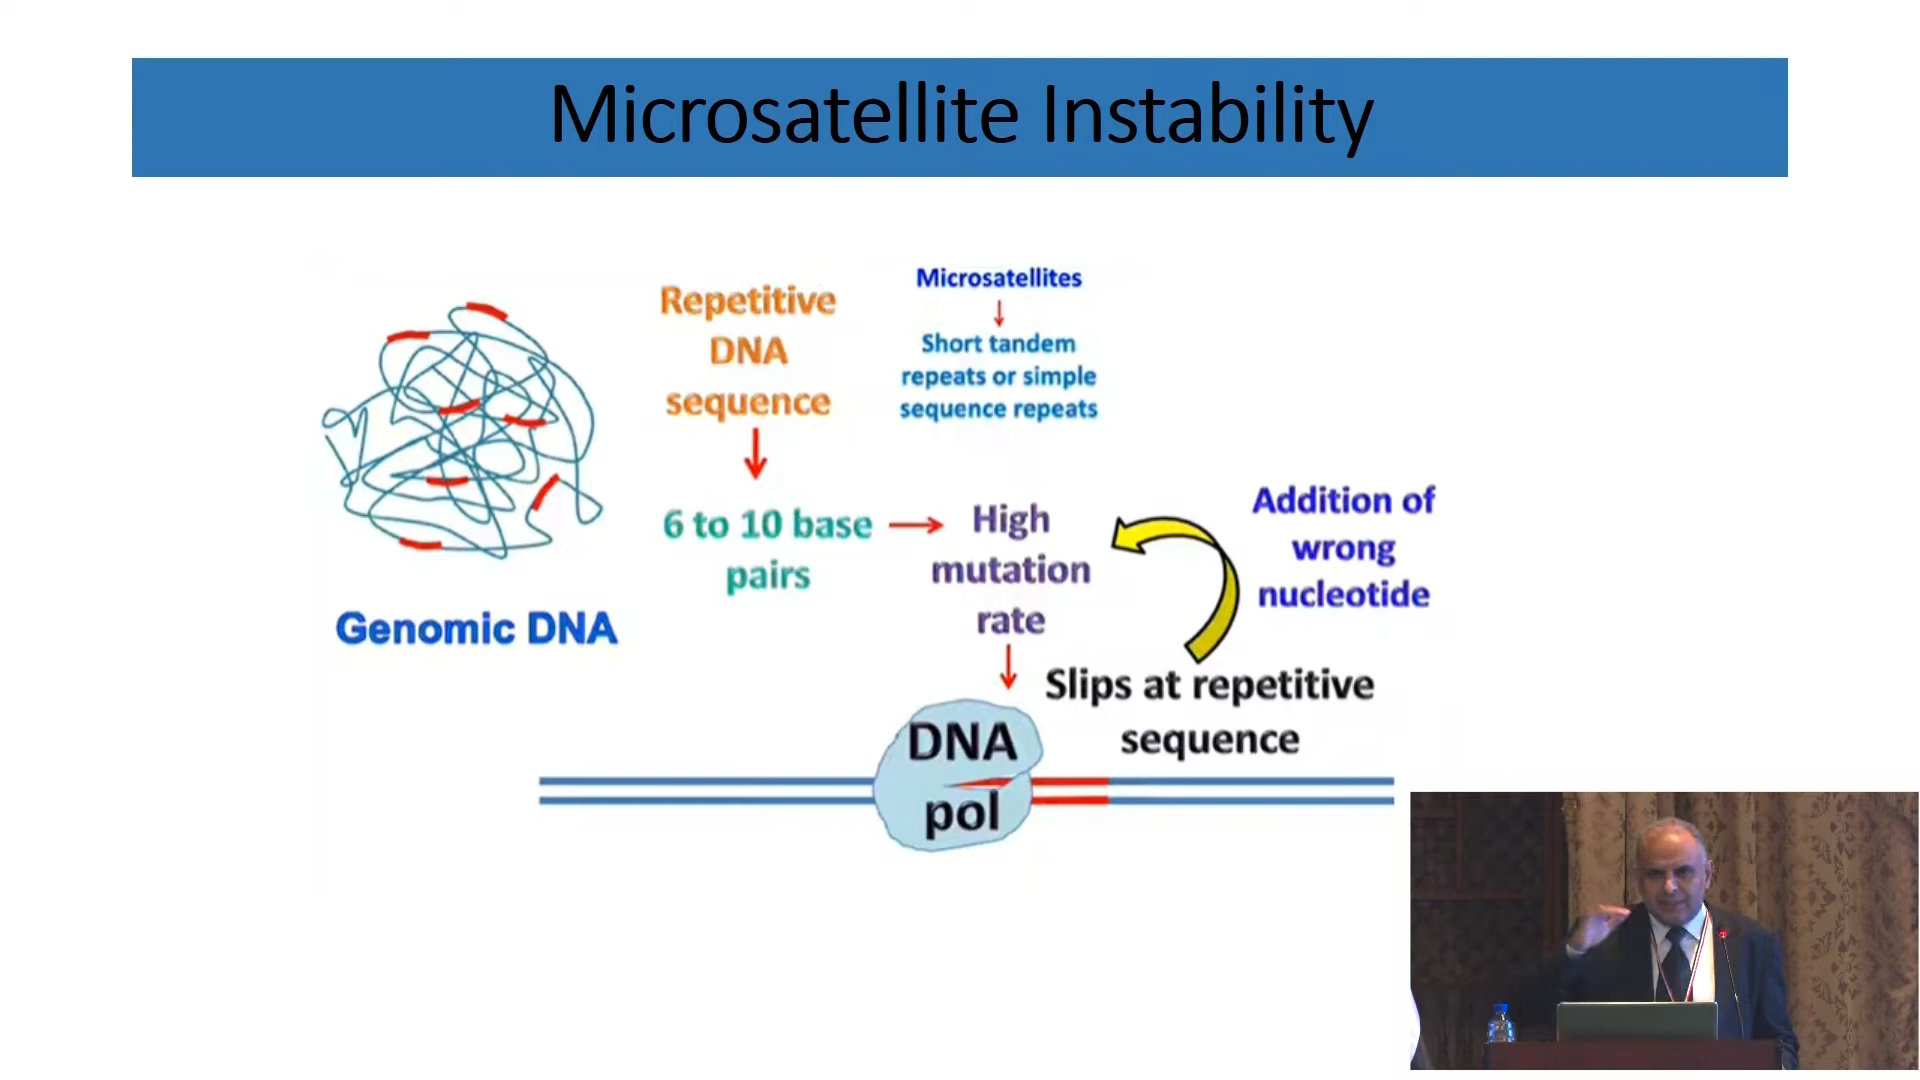 Microsatellite Instability
Repetitive
DNA
sequence
Microsatellites
Short tandem
repeats or simple
sequence repeats
6 to 10 base
pairs
High
mutation
rate
Addition of
wrong
nucleotide
Genomic DNA
Slips at repetitive
sequence
DNA
pol